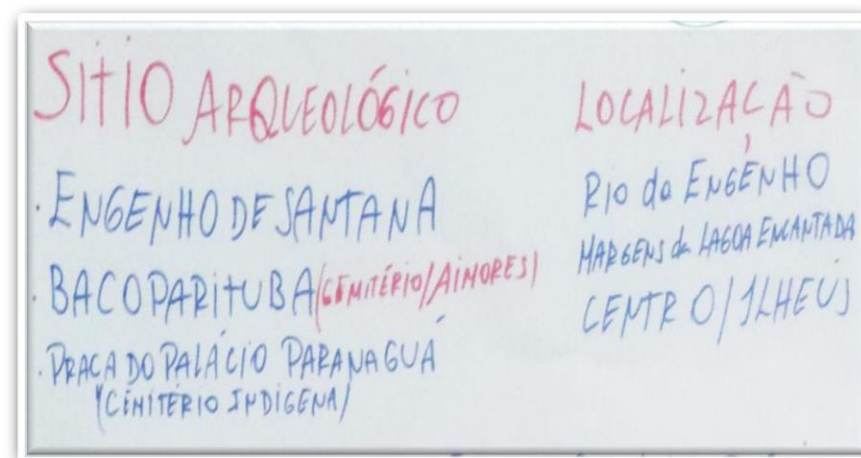 SITIO ARQUEOLÓGICO
. ENGENHO DE SANTANA
. BACOPARITUBA (CEMITÉRIO/AIMORES)
. PRAÇA DO PALÁCIO PARANAGUÁ
(CEMITÉRIO INDIGENA)
LOCALIZAÇÃO
RIO do ENGENHO
MARGENS da LAGOA ENCANTADA
CENTRO/ILHEUS